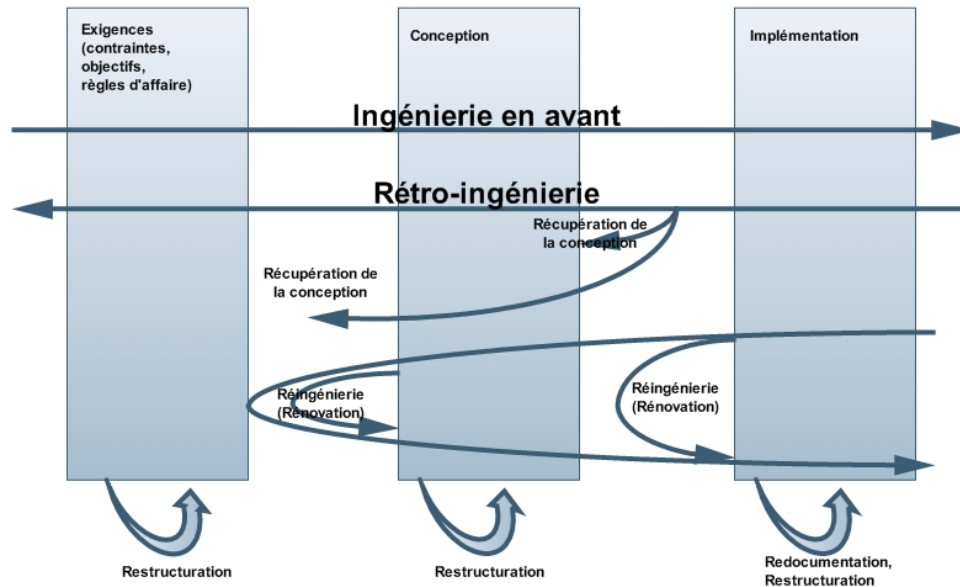 Exigences
(contraintes,
objectifs,
règles d'affaire)
Conception
Implémentation
Ingénierie en avant
Rétro-ingénierie
Récupération de
la conception
Récupération de
la conception
Réingénierie
(Rénovation)
Réingénierie
(Rénovation)
Restructuration
Restructuration
Redocumentation,
Restructuration